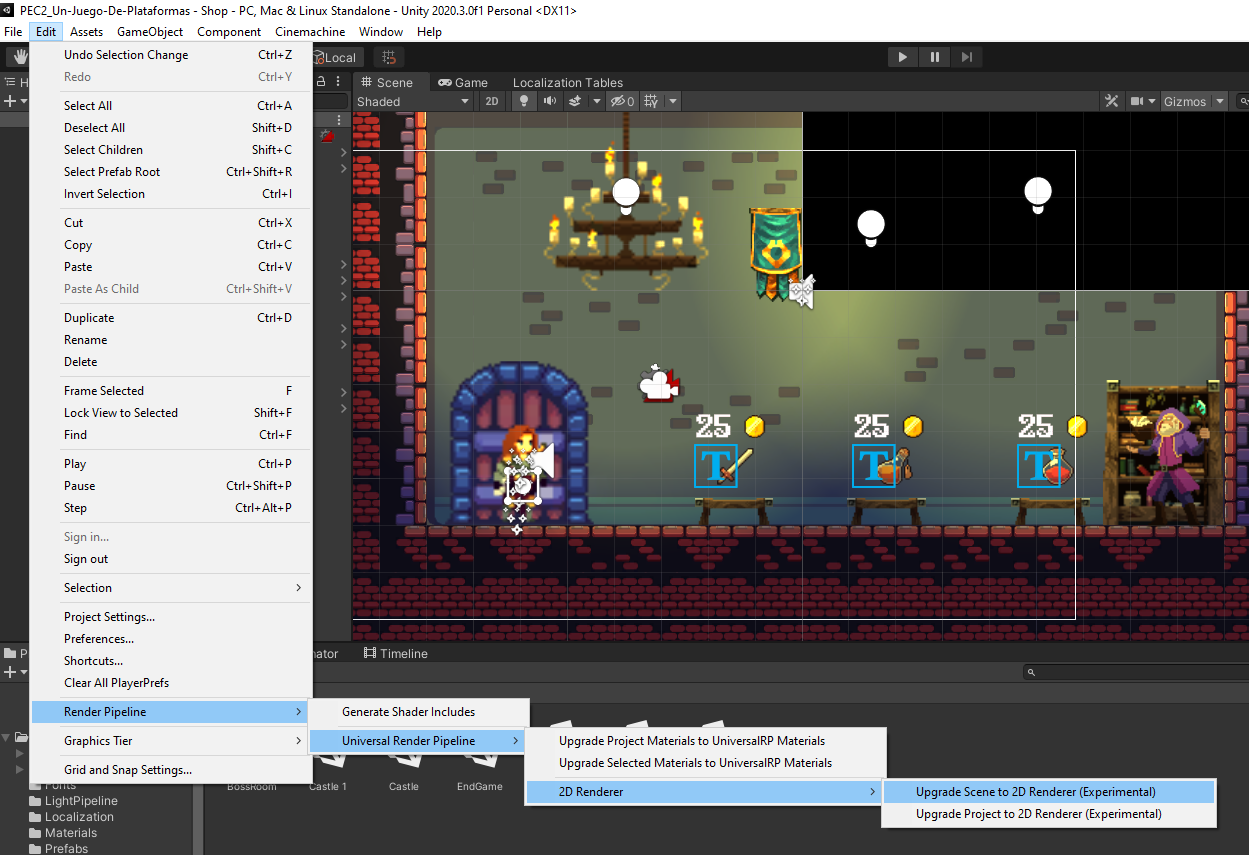 PEC2_Un-Juego-De-Plataformas - Shop - PC, Mac & Linux Standalone - Unity 2020.3.0f1 Personal <DX11>
File Edit Assets GameObject Component Cinemachine Window Help
Local
H
Scene Game Localization Tables
Shaded 2D 0 Gizmos
Undo Selection Change Ctrl+Z
Redo Ctrl+Y
Select All Ctrl+A
Deselect All Shift+D
Select Children Shift+C
Select Prefab Root Ctrl+Shift+R
Invert Selection Ctrl+I
Cut Ctrl+X
Copy Ctrl+C
Paste Ctrl+V
Paste As Child Ctrl+Shift+V
Duplicate Ctrl+D
Rename
Delete
Frame Selected F
Lock View to Selected Shift+F
Find Ctrl+F
Play Ctrl+P
Pause Ctrl+Shift+P
Step Ctrl+Alt+P
Sign in...
Sign out
Selection
Project Settings...
Preferences...
Shortcuts...
Clear All PlayerPrefs
Render Pipeline
Graphics Tier
Grid and Snap Settings...
25 25 25
T T T
P
nator Timeline
Generate Shader Includes
Universal Render Pipeline
Upgrade Project Materials to UniversalRP Materials
Upgrade Selected Materials to UniversalRP Materials
2D Renderer
Upgrade Scene to 2D Renderer (Experimental)
Upgrade Project to 2D Renderer (Experimental)
BossRoom Castle 1 Castle EndGame
Fonts
LightPipeline
Localization
Materials
Prefabs